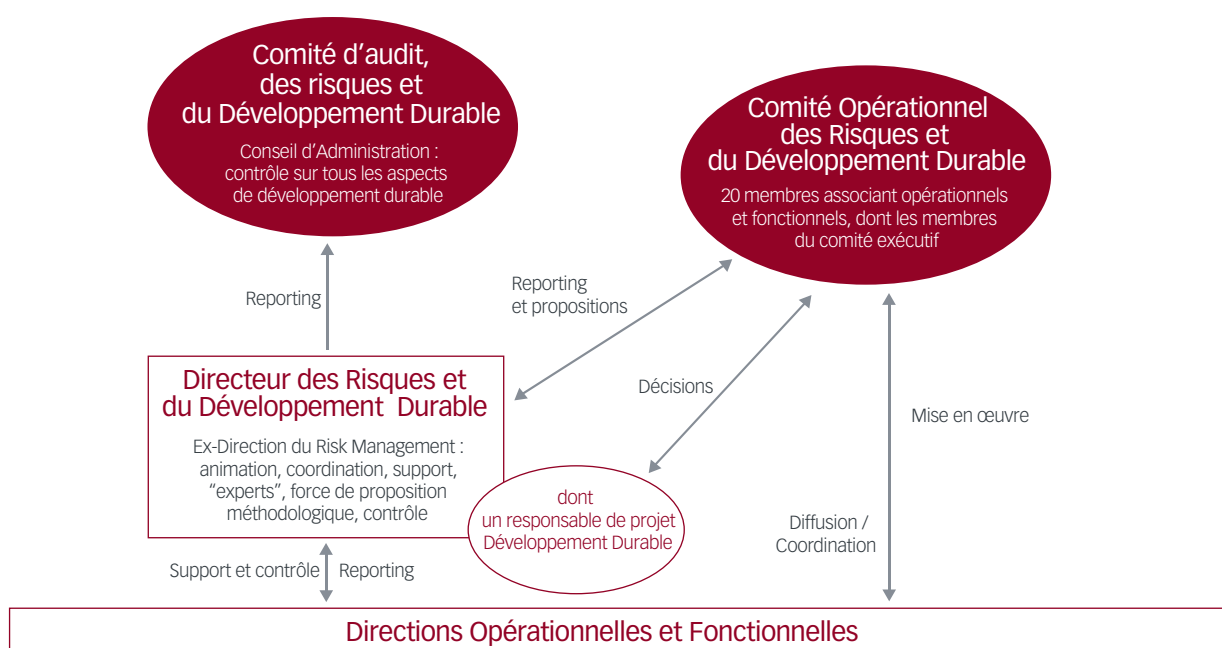 Comité d’audit,
des risques et
du Développement Durable
Conseil d’Administration :
contrôle sur tous les aspects
de développement durable
Comité Opérationnel
des Risques et
du Développement Durable
20 membres associant opérationnels
et fonctionnels, dont les membres
du comité exécutif
Reporting
Reporting
et propositions
Décisions
Mise en œuvre
Directeur des Risques et
du Développement Durable
Ex-Direction du Risk Management :
animation, coordination, support,
“experts”, force de proposition
méthodologique, contrôle
dont
un responsable de projet
Développement Durable
Diffusion /
Coordination
Support et contrôle
Reporting
Directions Opérationnelles et Fonctionnelles